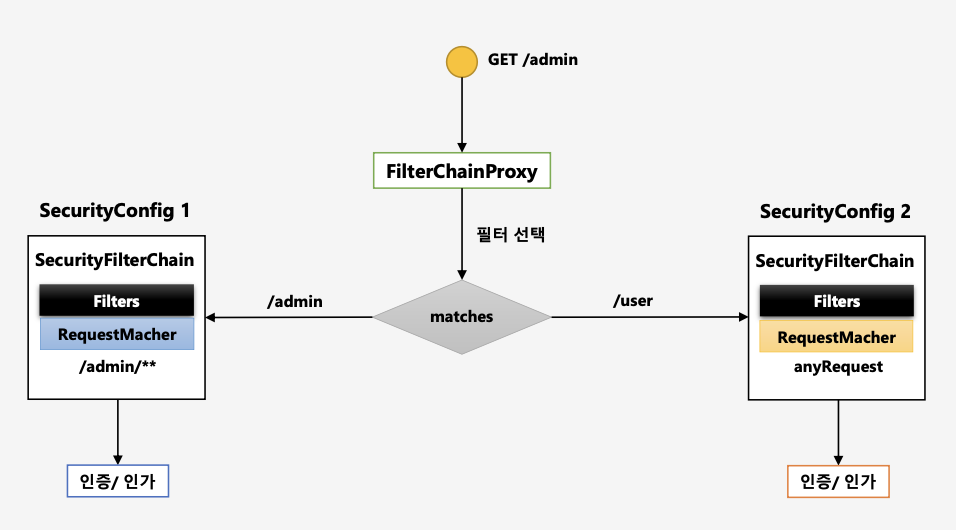 GET /admin
FilterChainProxy
SecurityConfig 1
SecurityConfig 2
필터 선택
SecurityFilterChain
SecurityFilterChain
Filters
Filters
/admin
/user
matches
RequestMacher
RequestMacher
/admin/**
anyRequest
인증/ 인가
인증/ 인가